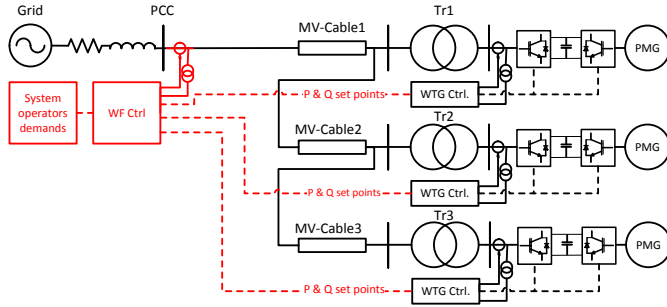 Grid
PCC
MV-Cable1
Tr1
PMG
System
operators
demands
WF Ctrl
P & Q set points
WTG Ctrl.
MV-Cable2
Tr2
PMG
P & Q set points
WTG Ctrl.
MV-Cable3
Tr3
PMG
P & Q set points
WTG Ctrl.